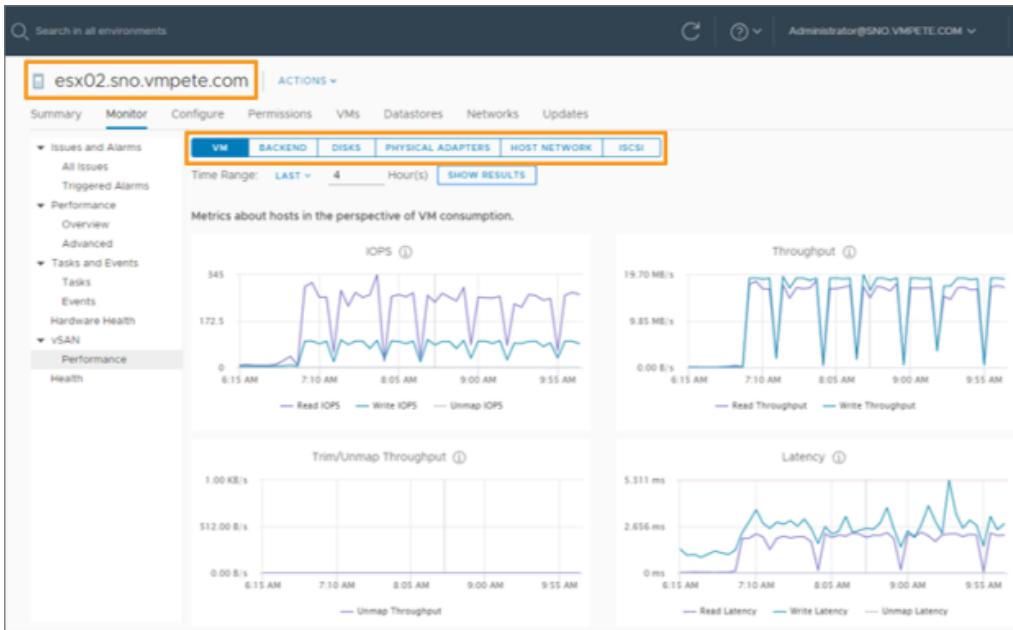 Search in all environments
Administrator@SNO.VMPETE.COM
esx02.sno.vmpete.com ACTIONS
Summary Monitor Configure Permissions VMs Datastores Networks Updates
Issues and Alarms
All Issues
Triggered Alarms
Performance
Overview
Advanced
Tasks and Events
Tasks
Events
Hardware Health
vSAN
Performance
Health
VM BACKEND DISKS PHYSICAL ADAPTERS HOST NETWORK ISCSI
Time Range: LAST 4 Hour(s) SHOW RESULTS
Metrics about hosts in the perspective of VM consumption.
IOPS
345
172.5
0
6:15 AM 7:10 AM 8:05 AM 9:00 AM 9:55 AM
Read IOPS Write IOPS Unmap IOPS
Throughput
19.70 MB/s
9.85 MB/s
0.00 B/s
6:15 AM 7:10 AM 8:05 AM 9:00 AM 9:55 AM
Read Throughput Write Throughput
Trim/Unmap Throughput
1.00 KB/s
512.00 B/s
0.00 B/s
6:15 AM 7:10 AM 8:05 AM 9:00 AM 9:55 AM
Unmap Throughput
Latency
5.311 ms
2.656 ms
0 ms
6:15 AM 7:10 AM 8:05 AM 9:00 AM 9:55 AM
Read Latency Write Latency Unmap Latency